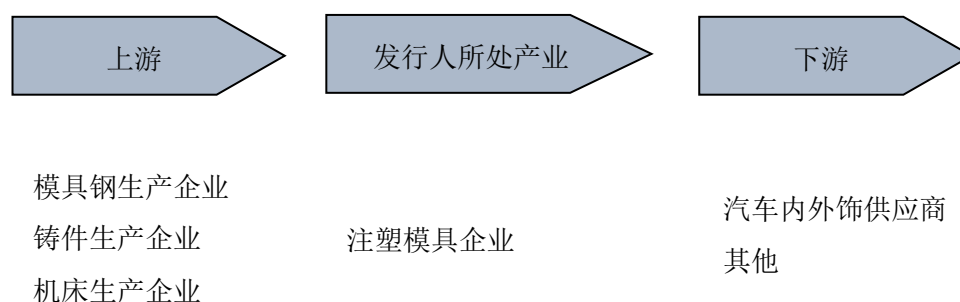 上游
发行人所处产业
下游
模具钢生产企业
铸件生产企业
机床生产企业
注塑模具企业
汽车内外饰供应商
其他